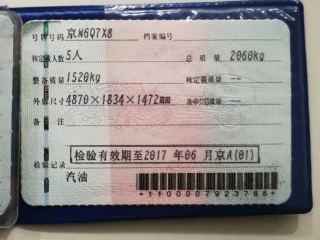 号牌号码 京N6Q7X8 档案编号
核定载人数 5人 总质量 2060kg
整备质量 1520kg 核定载质量 --
外廓尺寸 4870×1834×1472mm 准牵引总质量 --
备注
检验记录 检验有效期至2017年06月京A(01)
汽油
*1100007923786*